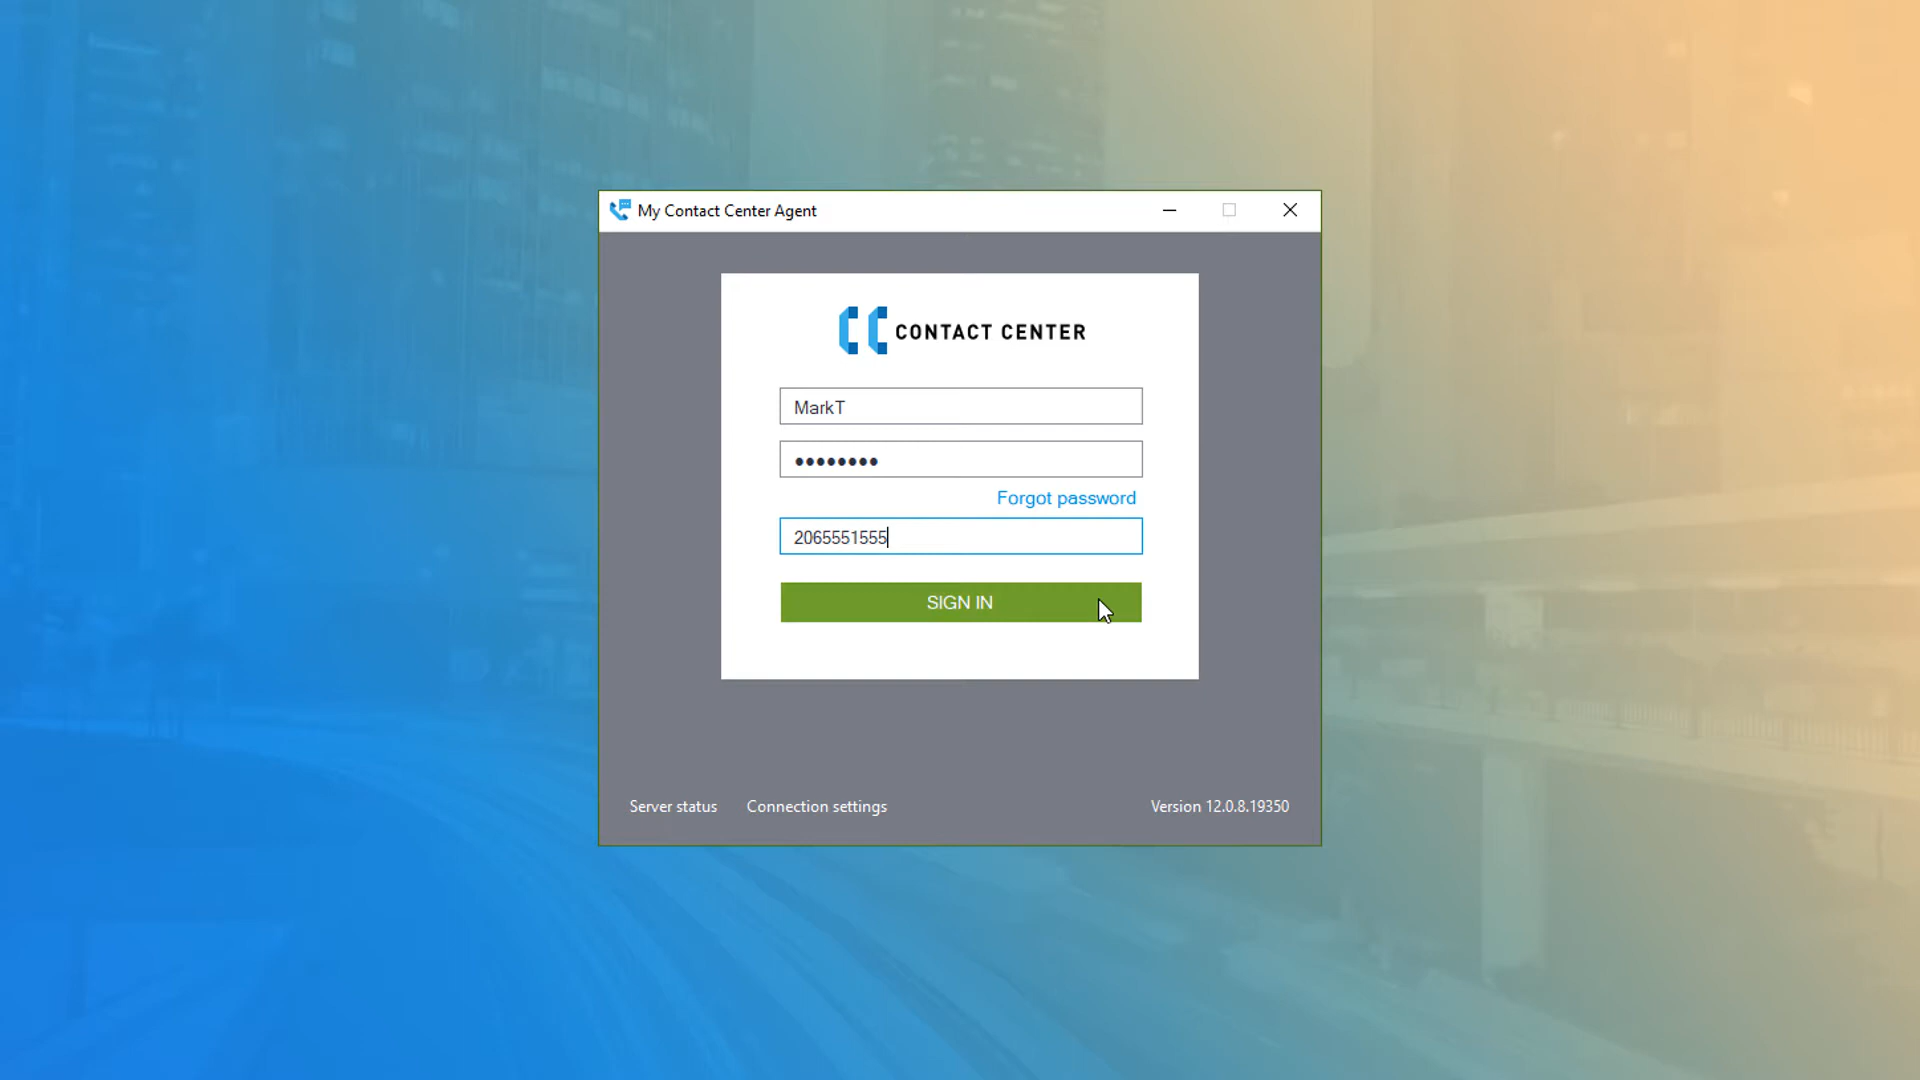 My Contact Center Agent
CONTACT CENTER
MarkT
••••••••
Forgot password
2065551555
SIGN IN
Server status Connection settings Version 12.0.8.19350